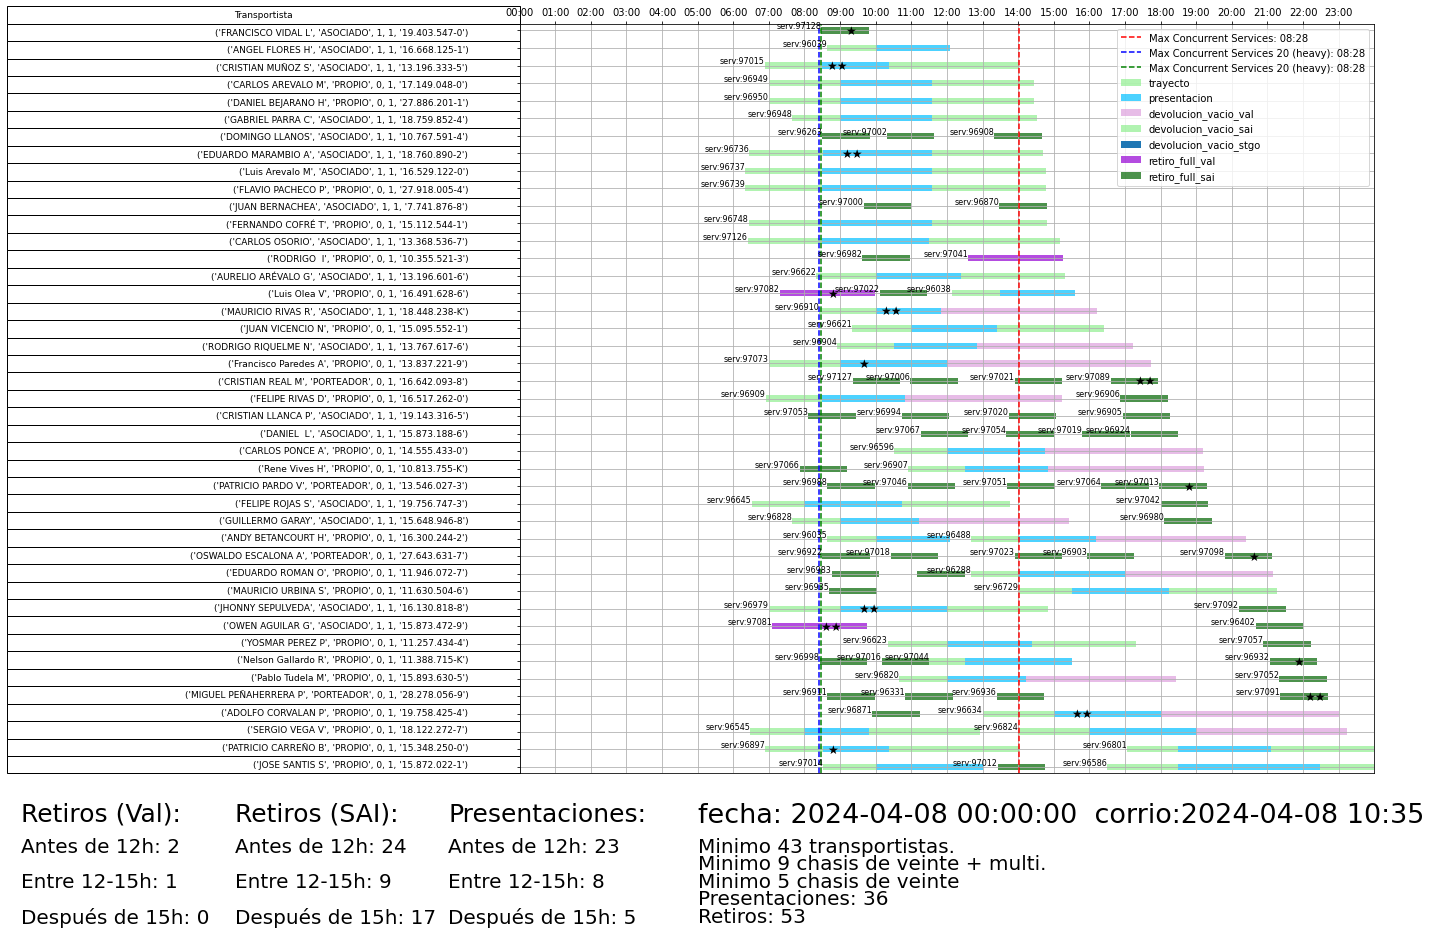 Transportista
00:00 01:00 02:00 03:00 04:00 05:00 06:00 07:00 08:00 09:00 10:00 11:00 12:00 13:00 14:00 15:00 16:00 17:00 18:00 19:00 20:00 21:00 22:00 23:00
('FRANCISCO VIDAL L', 'ASOCIADO', 1, 1, '19.403.547-0') serv:97128
('ANGEL FLORES H', 'ASOCIADO', 1, 1, '16.668.125-1') serv:96039
('CRISTIAN MUÑOZ S', 'ASOCIADO', 1, 1, '13.196.333-5') serv:97015
('CARLOS AREVALO M', 'PROPIO', 0, 1, '17.149.048-0') serv:96949
('DANIEL BEJARANO H', 'PROPIO', 0, 1, '27.886.201-1') serv:96950
('GABRIEL PARRA C', 'ASOCIADO', 1, 1, '18.759.852-4') serv:96948
('DOMINGO LLANOS', 'ASOCIADO', 1, 1, '10.767.591-4') serv:96263 serv:97002 serv:96908
('EDUARDO MARAMBIO A', 'ASOCIADO', 1, 1, '18.760.890-2') serv:96736
('Luis Arevalo M', 'ASOCIADO', 1, 1, '16.529.122-0') serv:96737
('FLAVIO PACHECO P', 'PROPIO', 0, 1, '27.918.005-4') serv:96739
('JUAN BERNACHEA', 'ASOCIADO', 1, 1, '7.741.876-8') serv:97000 serv:96870
('FERNANDO COFRÉ T', 'PROPIO', 0, 1, '15.112.544-1') serv:96748
('CARLOS OSORIO', 'ASOCIADO', 1, 1, '13.368.536-7') serv:97126
('RODRIGO  I', 'PROPIO', 0, 1, '10.355.521-3') serv:96982 serv:97041
('AURELIO ARÉVALO G', 'ASOCIADO', 1, 1, '13.196.601-6') serv:96622
('Luis Olea V', 'PROPIO', 0, 1, '16.491.628-6') serv:97082 serv:97022 serv:96038
('MAURICIO RIVAS R', 'ASOCIADO', 1, 1, '18.448.238-K') serv:96910
('JUAN VICENCIO N', 'PROPIO', 0, 1, '15.095.552-1') serv:96621
('RODRIGO RIQUELME N', 'ASOCIADO', 1, 1, '13.767.617-6') serv:96904
('Francisco Paredes A', 'PROPIO', 0, 1, '13.837.221-9') serv:97073
('CRISTIAN REAL M', 'PORTEADOR', 0, 1, '16.642.093-8') serv:97127 serv:97006 serv:97021 serv:97089
('FELIPE RIVAS D', 'PROPIO', 0, 1, '16.517.262-0') serv:96909 serv:96906
('CRISTIAN LLANCA P', 'ASOCIADO', 1, 1, '19.143.316-5') serv:97053 serv:96994 serv:97020 serv:96905
('DANIEL  L', 'ASOCIADO', 1, 1, '15.873.188-6') serv:97067 serv:97054 serv:97019 serv:96924
('CARLOS PONCE A', 'PROPIO', 0, 1, '14.555.433-0') serv:96596
('Rene Vives H', 'PROPIO', 0, 1, '10.813.755-K') serv:97066 serv:96907
('PATRICIO PARDO V', 'PORTEADOR', 0, 1, '13.546.027-3') serv:96988 serv:97046 serv:97051 serv:97064 serv:97013
('FELIPE ROJAS S', 'ASOCIADO', 1, 1, '19.756.747-3') serv:96645 serv:97042
('GUILLERMO GARAY', 'ASOCIADO', 1, 1, '15.648.946-8') serv:96828 serv:96980
('ANDY BETANCOURT H', 'PROPIO', 0, 1, '16.300.244-2') serv:96035 serv:96488
('OSWALDO ESCALONA A', 'PORTEADOR', 0, 1, '27.643.631-7') serv:96922 serv:97018 serv:97023 serv:96903 serv:97098
('EDUARDO ROMAN O', 'PROPIO', 0, 1, '11.946.072-7') serv:96983 serv:96288
('MAURICIO URBINA S', 'PROPIO', 0, 1, '11.630.504-6') serv:96935 serv:96729
('JHONNY SEPULVEDA', 'ASOCIADO', 1, 1, '16.130.818-8') serv:96979 serv:97092
('OWEN AGUILAR G', 'ASOCIADO', 1, 1, '15.873.472-9') serv:97081 serv:96402
('YOSMAR PEREZ P', 'PROPIO', 0, 1, '11.257.434-4') serv:96623 serv:97057
('Nelson Gallardo R', 'PROPIO', 0, 1, '11.388.715-K') serv:96998 serv:97016 serv:97044 serv:96932
('Pablo Tudela M', 'PROPIO', 0, 1, '15.893.630-5') serv:96820 serv:97052
('MIGUEL PEÑAHERRERA P', 'PORTEADOR', 0, 1, '28.278.056-9') serv:96911 serv:96331 serv:96936 serv:97091
('ADOLFO CORVALAN P', 'PROPIO', 0, 1, '19.758.425-4') serv:96871 serv:96634
('SERGIO VEGA V', 'PROPIO', 0, 1, '18.122.272-7') serv:96545 serv:96824
('PATRICIO CARREÑO B', 'PROPIO', 0, 1, '15.348.250-0') serv:96897 serv:96801
('JOSE SANTIS S', 'PROPIO', 0, 1, '15.872.022-1') serv:97014 serv:97012 serv:96586
Max Concurrent Services: 08:28
Max Concurrent Services 20 (heavy): 08:28
Max Concurrent Services 20 (heavy): 08:28
trayecto
presentacion
devolucion_vacio_val
devolucion_vacio_sai
devolucion_vacio_stgo
retiro_full_val
retiro_full_sai
Retiros (Val):
Antes de 12h: 2
Entre 12-15h: 1
Después de 15h: 0
Retiros (SAI):
Antes de 12h: 24
Entre 12-15h: 9
Después de 15h: 17
Presentaciones:
Antes de 12h: 23
Entre 12-15h: 8
Después de 15h: 5
fecha: 2024-04-08 00:00:00  corrio:2024-04-08 10:35
Minimo 43 transportistas.
Minimo 9 chasis de veinte + multi.
Minimo 5 chasis de veinte
Presentaciones: 36
Retiros: 53